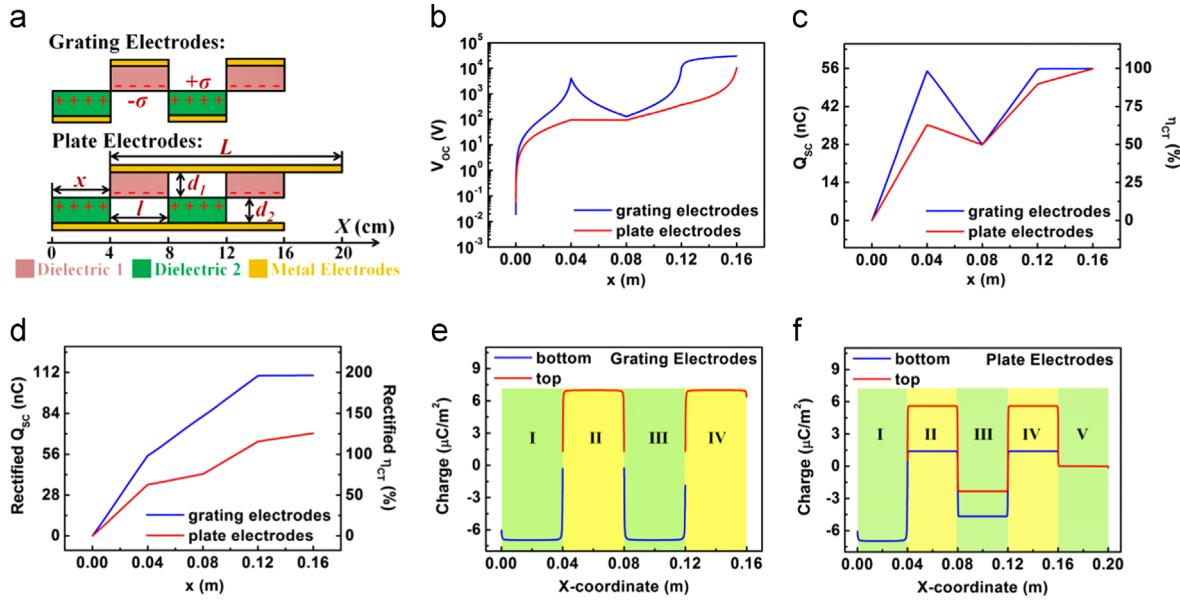 a
Grating Electrodes:
+σ
+ + + +
-σ
+ + + +
Plate Electrodes:
L
x
d1
+ + + +
l
+ + + +
d2
X (cm)
0 4 8 12 16 20
Dielectric 1 Dielectric 2 Metal Electrodes
b
VOC (V)
10^5
10^4
10^3
10^2
10^1
10^0
10^-1
10^-2
10^-3
grating electrodes
plate electrodes
0.00 0.04 0.08 0.12 0.16
x (m)
c
QSC (nC)
56
42
28
14
0
ηCT (%)
100
75
50
25
0
grating electrodes
plate electrodes
0.00 0.04 0.08 0.12 0.16
x (m)
d
Rectified QSC (nC)
112
84
56
28
0
Rectified ηCT (%)
200
150
100
50
0
grating electrodes
plate electrodes
0.00 0.04 0.08 0.12 0.16
x (m)
e
Charge (μC/m²)
9
6
3
0
-3
-6
bottom Grating Electrodes
top
I II III IV
0.00 0.04 0.08 0.12 0.16
X-coordinate (m)
f
Charge (μC/m²)
9
6
3
0
-3
-6
bottom Plate Electrodes
top
I II III IV V
0.00 0.04 0.08 0.12 0.16 0.20
X-coordinate (m)